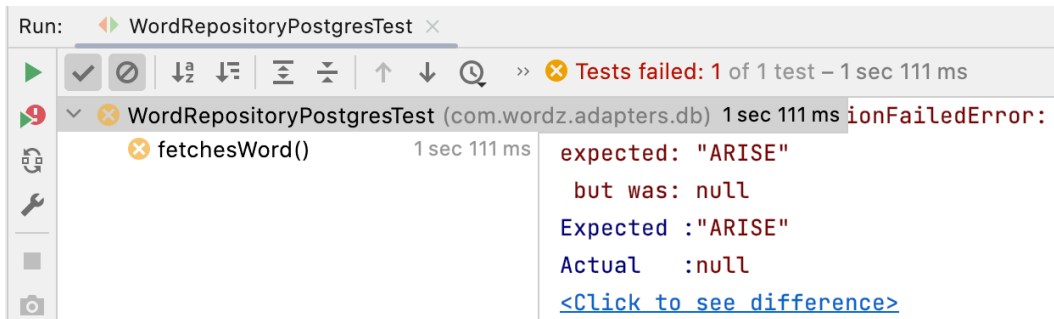 Run: WordRepositoryPostgresTest
Tests failed: 1 of 1 test – 1 sec 111 ms
WordRepositoryPostgresTest (com.wordz.adapters.db) 1 sec 111 ms ionFailedError:
fetchesWord() 1 sec 111 ms
expected: "ARISE"
but was: null
Expected :"ARISE"
Actual :null
<Click to see difference>